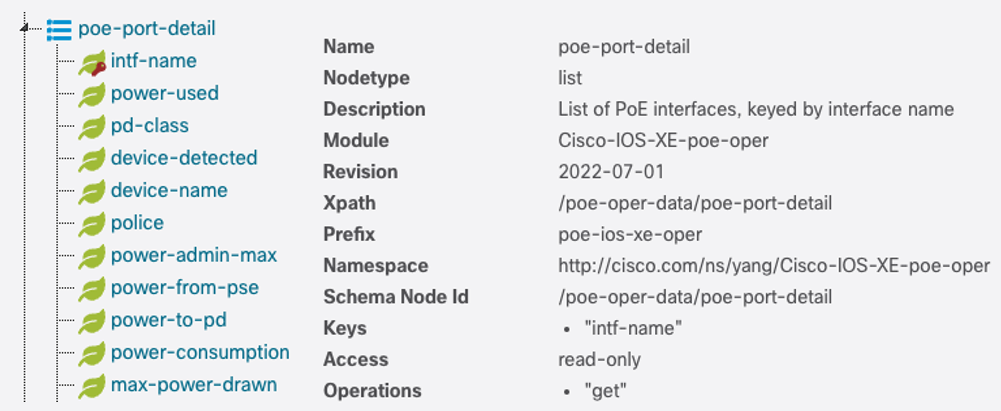 poe-port-detail
intf-name
power-used
pd-class
device-detected
device-name
police
power-admin-max
power-from-pse
power-to-pd
power-consumption
max-power-drawn
Name poe-port-detail
Nodetype list
Description List of PoE interfaces, keyed by interface name
Module Cisco-IOS-XE-poe-oper
Revision 2022-07-01
Xpath /poe-oper-data/poe-port-detail
Prefix poe-ios-xe-oper
Namespace http://cisco.com/ns/yang/Cisco-IOS-XE-poe-oper
Schema Node Id /poe-oper-data/poe-port-detail
Keys • "intf-name"
Access read-only
Operations • "get"